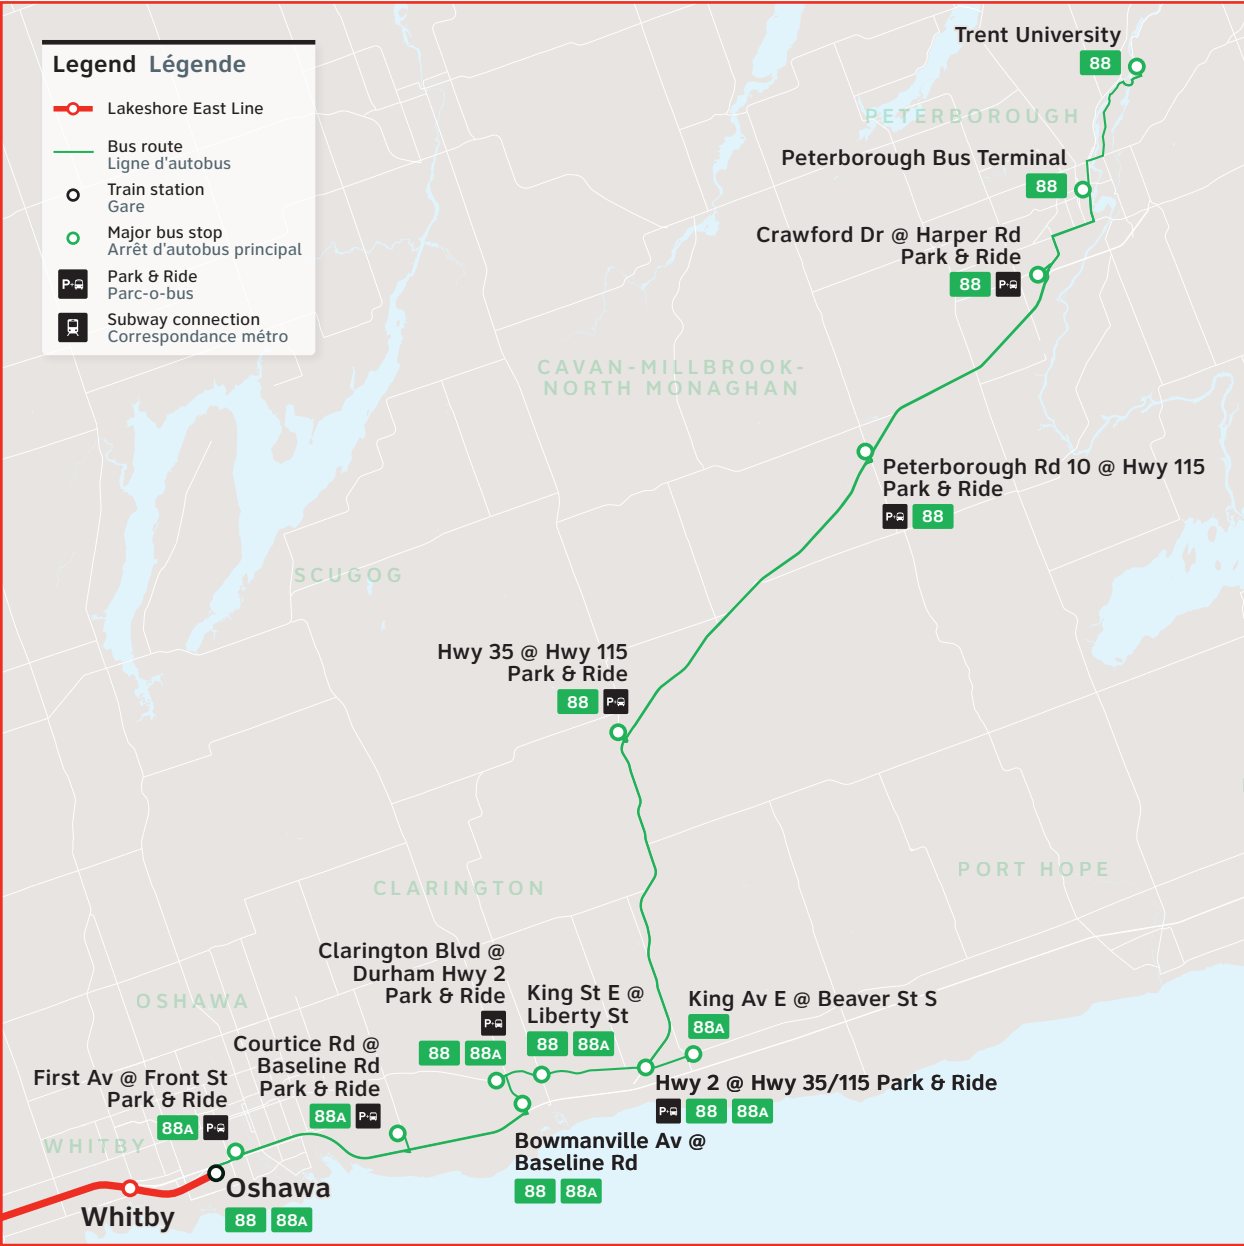 Legend Légende
Lakeshore East Line
Bus route
Ligne d'autobus
Train station
Gare
Major bus stop
Arrêt d'autobus principal
Park & Ride
Parc-o-bus
Subway connection
Correspondance métro
Trent University
88
PETERBOROUGH
Peterborough Bus Terminal
88
Crawford Dr @ Harper Rd
Park & Ride
88 P
CAVAN-MILLBROOK-
NORTH MONAGHAN
Peterborough Rd 10 @ Hwy 115
Park & Ride
P 88
SCUGOG
Hwy 35 @ Hwy 115
Park & Ride
88 P
PORT HOPE
CLARINGTON
Clarington Blvd @
Durham Hwy 2
Park & Ride
P
88 88A
King St E @
Liberty St
88 88A
King Av E @ Beaver St S
88A
OSHAWA
Courtice Rd @
Baseline Rd
Park & Ride
88A P
First Av @ Front St
Park & Ride
88A P
Hwy 2 @ Hwy 35/115 Park & Ride
P 88 88A
WHITBY
Bowmanville Av @
Baseline Rd
88 88A
Oshawa
88 88A
Whitby